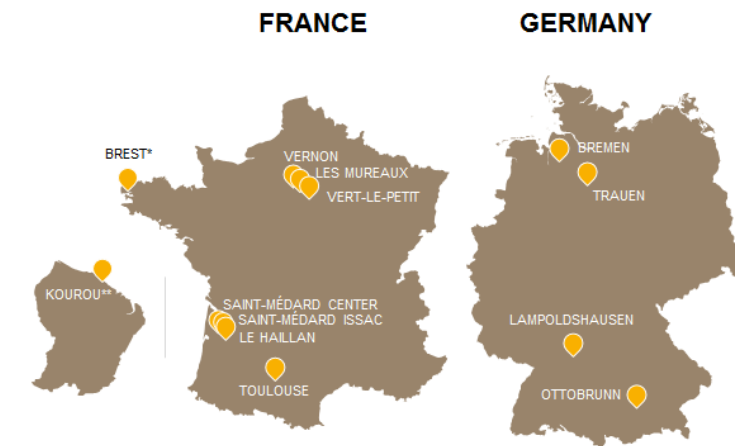 FRANCE
GERMANY
BREST*
VERNON
LES MUREAUX
VERT-LE-PETIT
KOUROU**
SAINT-MÉDARD CENTER
SAINT-MÉDARD ISSAC
LE HAILLAN
TOULOUSE
BREMEN
TRAUEN
LAMPOLDSHAUSEN
OTTOBRUNN